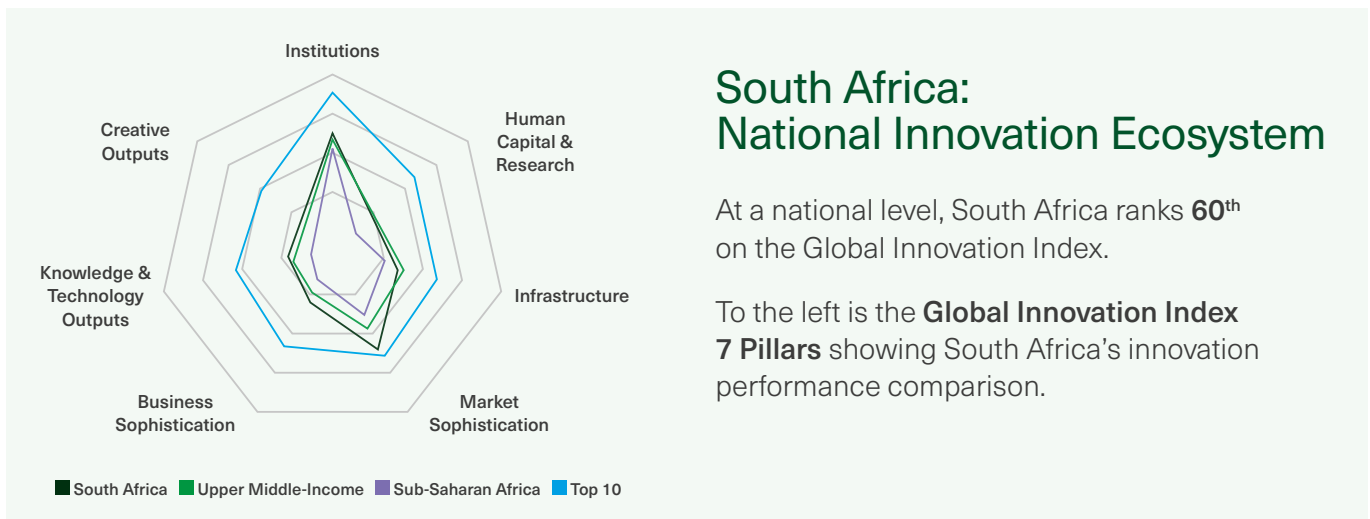 Institutions
Human
Capital &
Research
Infrastructure
Market
Sophistication
Business
Sophistication
Knowledge &
Technology
Outputs
Creative
Outputs
South Africa
Upper Middle-Income
Sub-Saharan Africa
Top 10
South Africa:
National Innovation Ecosystem
At a national level, South Africa ranks 60th
on the Global Innovation Index.
To the left is the Global Innovation Index
7 Pillars showing South Africa’s innovation
performance comparison.